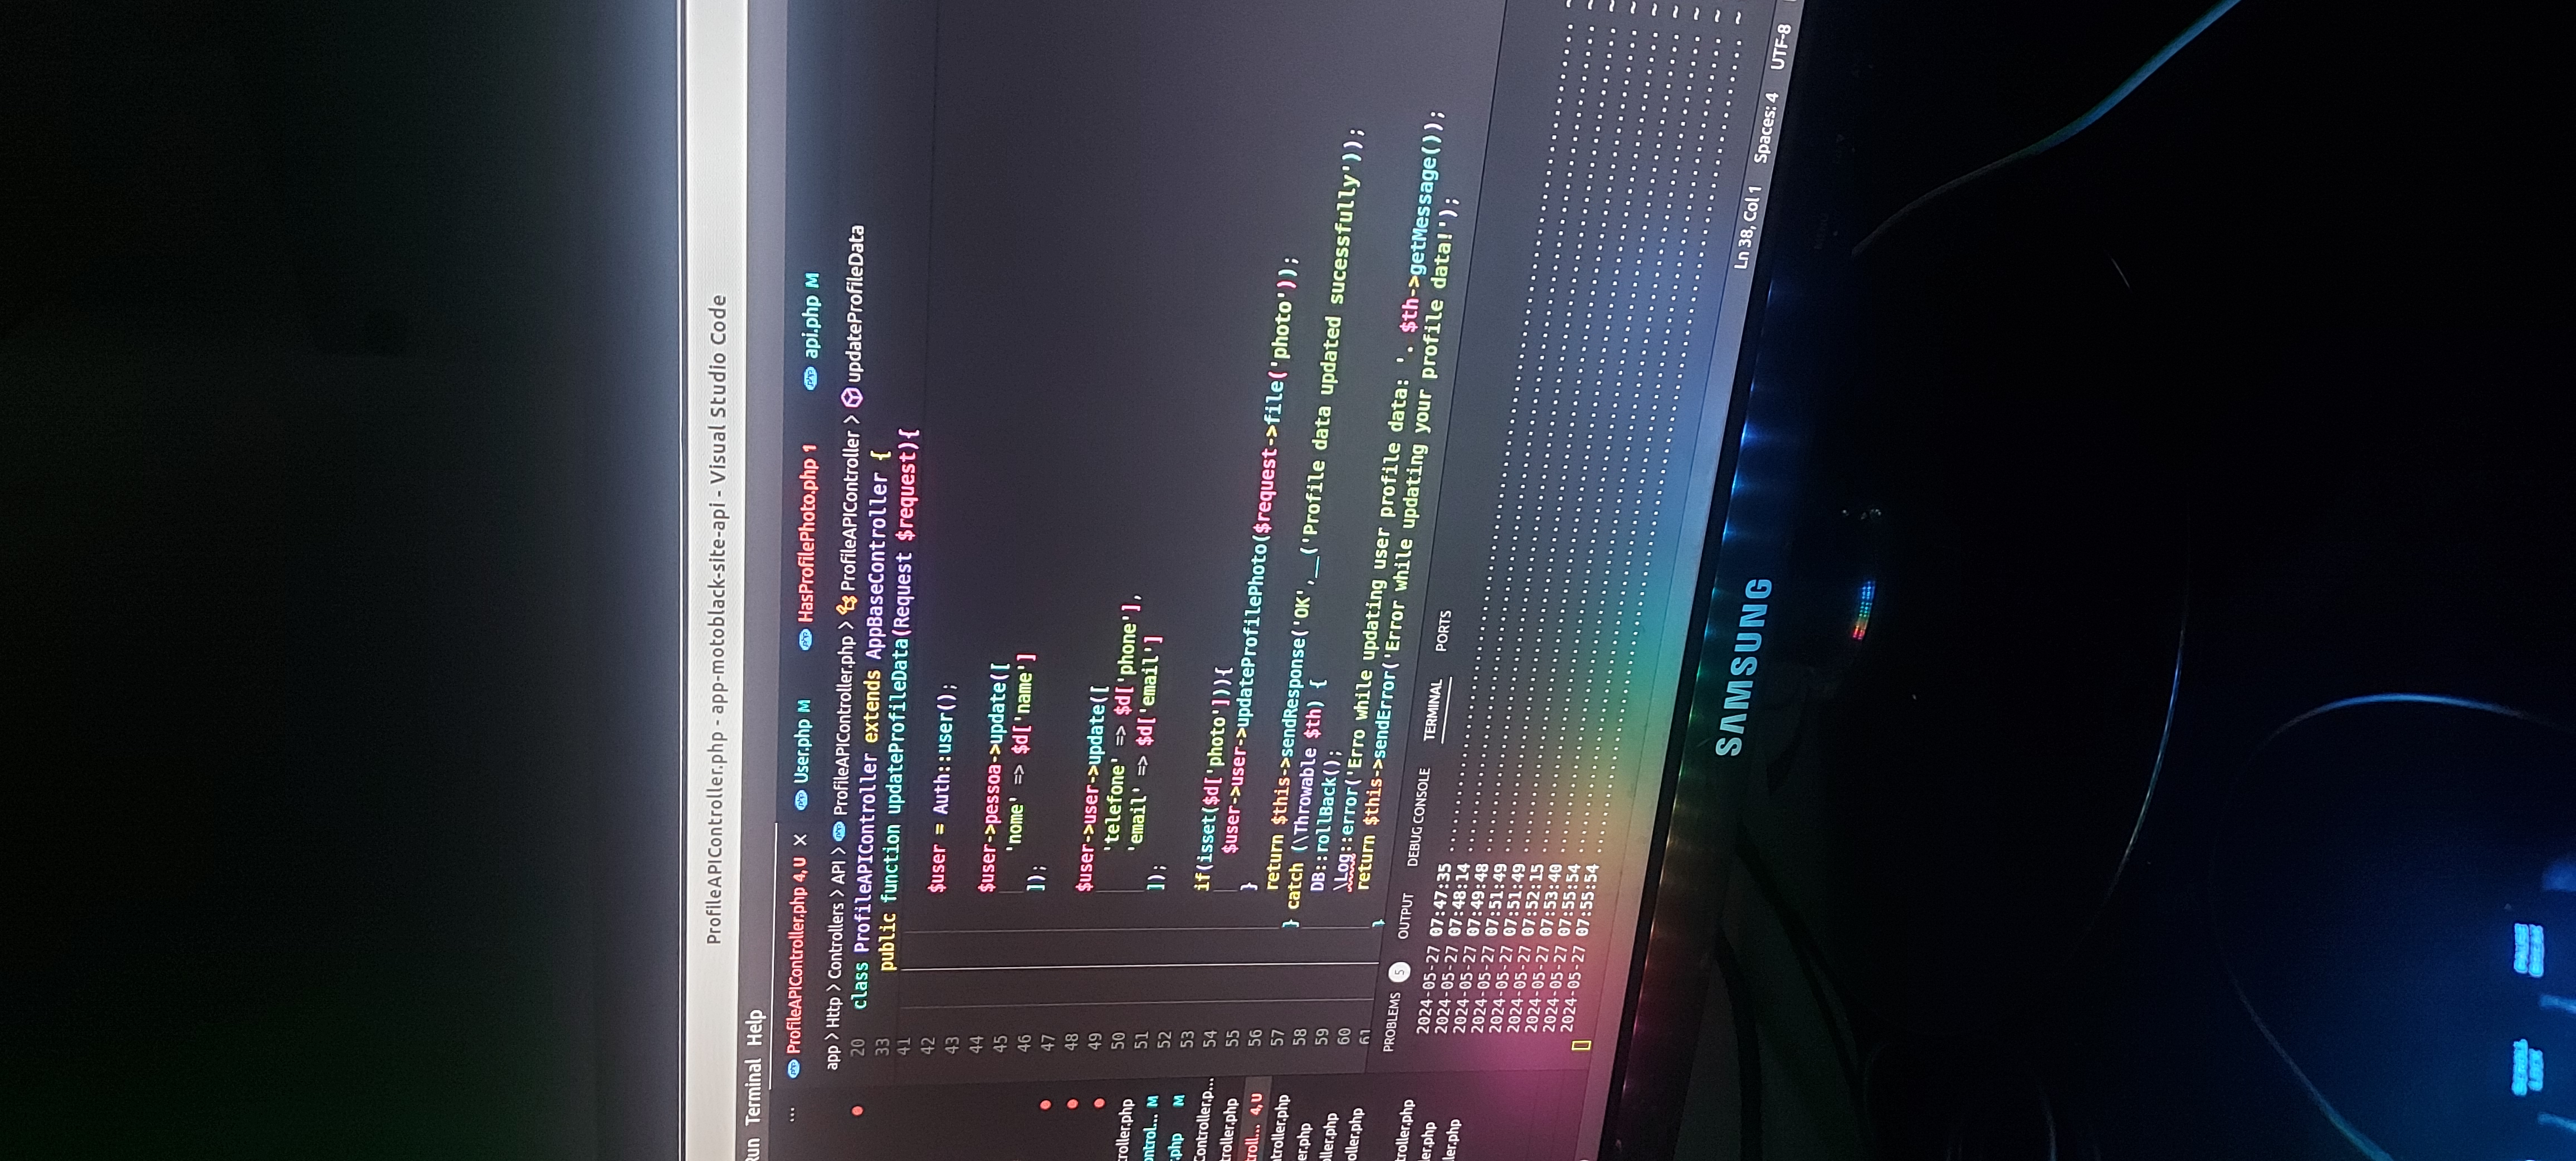 ProfileAPIController.php - app-motoblack-site-api - Visual Studio Code
Run Terminal Help
... ProfileAPIController.php 4, U × User.php M HasProfilePhoto.php 1 api.php M
app > Http > Controllers > API > ProfileAPIController.php > ProfileAPIController > updateProfileData
20 class ProfileAPIController extends AppBaseController {
33 public function updateProfileData(Request $request){
41
42 $user = Auth::user();
43
44 $user->pessoa->update([
45 'nome' => $d['name']
46 ]);
47
48 $user->user->update([
49 'telefone' => $d['phone'],
50 'email' => $d['email']
51 ]);
52
53 if(isset($d['photo'])){
54 $user->user->updateProfilePhoto($request->file('photo'));
55 }
56 return $this->sendResponse('OK',__('Profile data updated sucessfully'));
57 } catch (\Throwable $th) {
58 DB::rollBack();
59 \Log::error('Erro while updating user profile data: '. $th->getMessage());
60 return $this->sendError('Error while updating your profile data!');
61 }
roller.php
ontrol... M
.php M
Controller.p...
troller.php
troll... 4, U
ntroller.php
er.php
oller.php
oller.php
troller.php
ler.php
ler.php
PROBLEMS 5 OUTPUT DEBUG CONSOLE TERMINAL PORTS
2024-05-27 07:47:35 .......... ~
2024-05-27 07:48:14 .......... ~
2024-05-27 07:49:48 .......... ~
2024-05-27 07:51:49 .......... ~
2024-05-27 07:51:49 .......... ~
2024-05-27 07:52:15 .......... ~
2024-05-27 07:53:40 .......... ~
2024-05-27 07:55:54 .......... ~
2024-05-27 07:55:54 .......... ~
Ln 38, Col 1 Spaces: 4 UTF-8
SAMSUNG
SCROLL LOCK
PAUSE BREAK